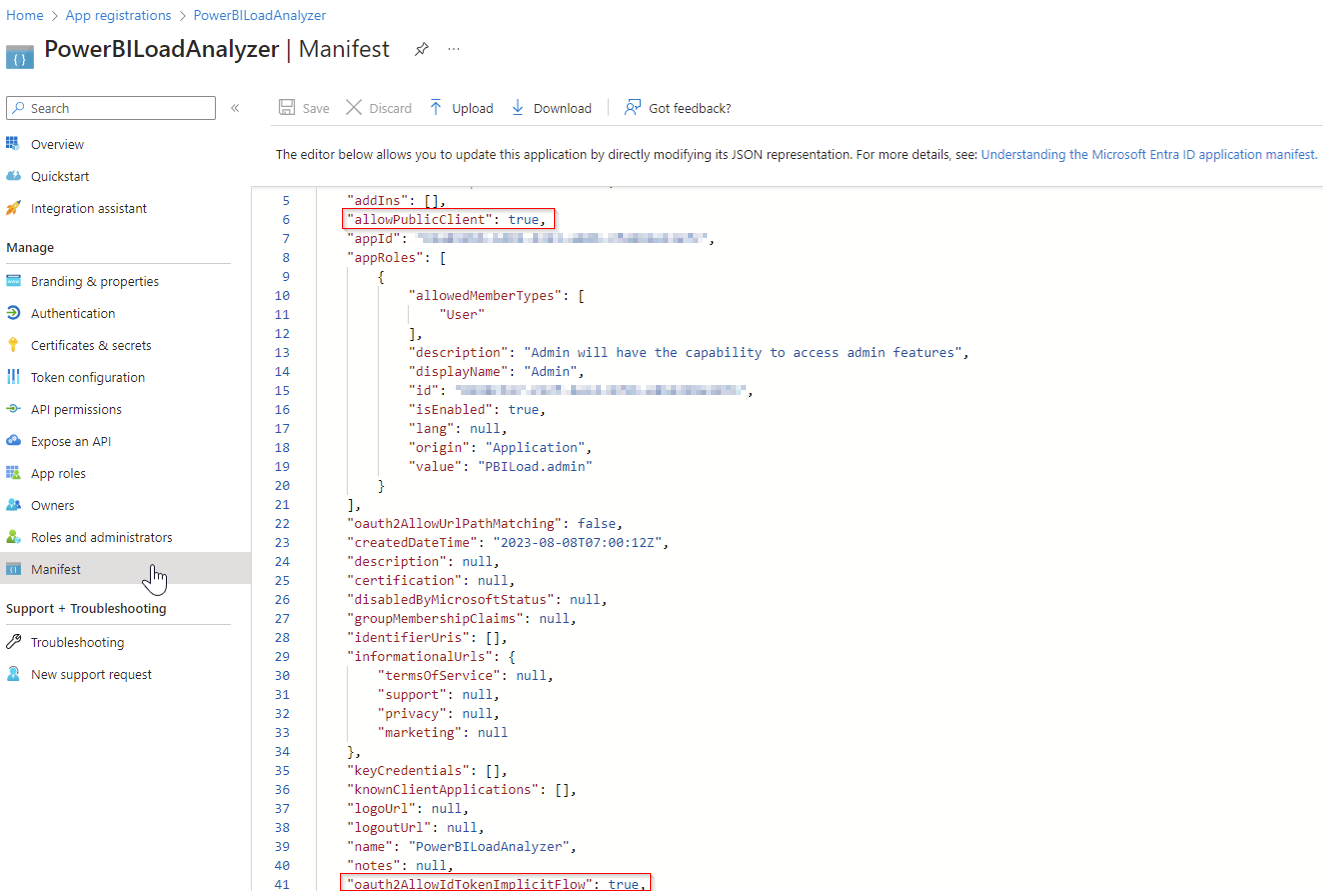 Home > App registrations > PowerBILoadAnalyzer
PowerBILoadAnalyzer | Manifest
Search
Save
Discard
Upload
Download
Got feedback?
Overview
Quickstart
Integration assistant
Manage
Branding & properties
Authentication
Certificates & secrets
Token configuration
API permissions
Expose an API
App roles
Owners
Roles and administrators
Manifest
Support + Troubleshooting
Troubleshooting
New support request
The editor below allows you to update this application by directly modifying its JSON representation. For more details, see: Understanding the Microsoft Entra ID application manifest.
5 "addIns": [],
6 "allowPublicClient": true,
7 "appId": "",
8 "appRoles": [
9 {
10 "allowedMemberTypes": [
11 "User"
12 ],
13 "description": "Admin will have the capability to access admin features",
14 "displayName": "Admin",
15 "id": "",
16 "isEnabled": true,
17 "lang": null,
18 "origin": "Application",
19 "value": "PBILoad.admin"
20 }
21 ],
22 "oauth2AllowUrlPathMatching": false,
23 "createdDateTime": "2023-08-08T07:00:12Z",
24 "description": null,
25 "certification": null,
26 "disabledByMicrosoftStatus": null,
27 "groupMembershipClaims": null,
28 "identifierUris": [],
29 "informationalUrls": {
30 "termsOfService": null,
31 "support": null,
32 "privacy": null,
33 "marketing": null
34 },
35 "keyCredentials": [],
36 "knownClientApplications": [],
37 "logoUrl": null,
38 "logoutUrl": null,
39 "name": "PowerBILoadAnalyzer",
40 "notes": null,
41 "oauth2AllowIdTokenImplicitFlow": true,